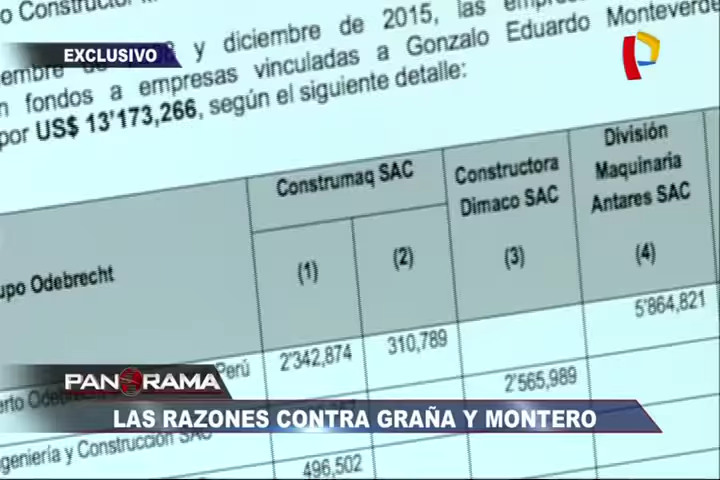 o Constructor
EXCLUSIVO
y diciembre de 2015, las
n fondos a empresas vinculadas a Gonzalo Eduardo Monteverde
por US$ 13'173,266, según el siguiente detalle:
upo Odebrecht
Construmaq SAC
(1)
(2)
Constructora
Dimaco SAC
(3)
División
Maquinaria
Antares SAC
(4)
Perú
2'342,874
310,789
5'864,821
2'565,989
ngeniería y Construcción SAC
496,502
PANORAMA
LAS RAZONES CONTRA GRAÑA Y MONTERO